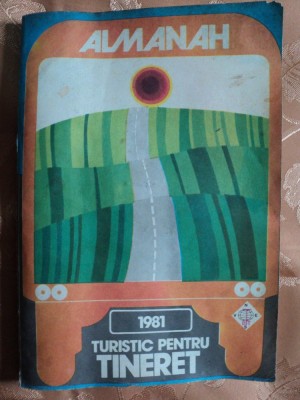 ALMANAH
1981
TURISTIC PENTRU
TINERET